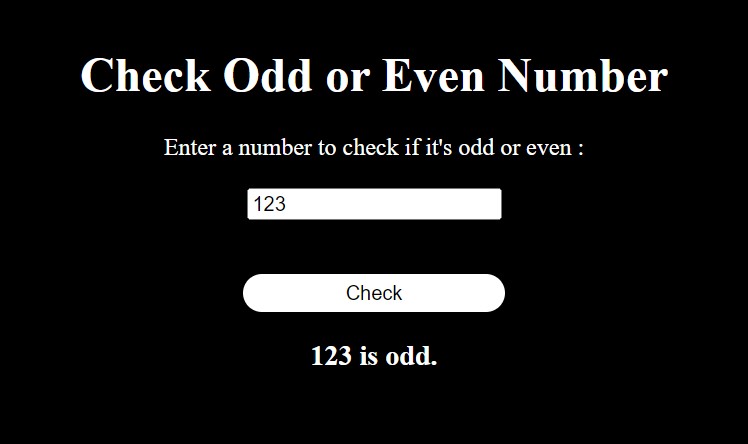 Check Odd or Even Number
Enter a number to check if it's odd or even :
123
Check
123 is odd.